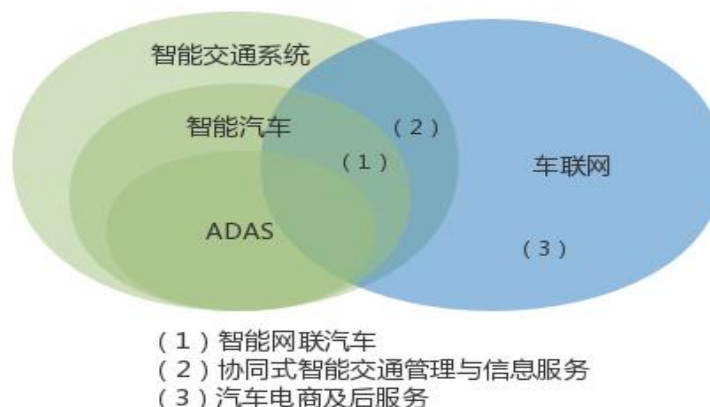 智能交通系统
智能汽车
（2）
（1）
车联网
ADAS
（3）
（1）智能网联汽车
（2）协同式智能交通管理与信息服务
（3）汽车电商及后服务